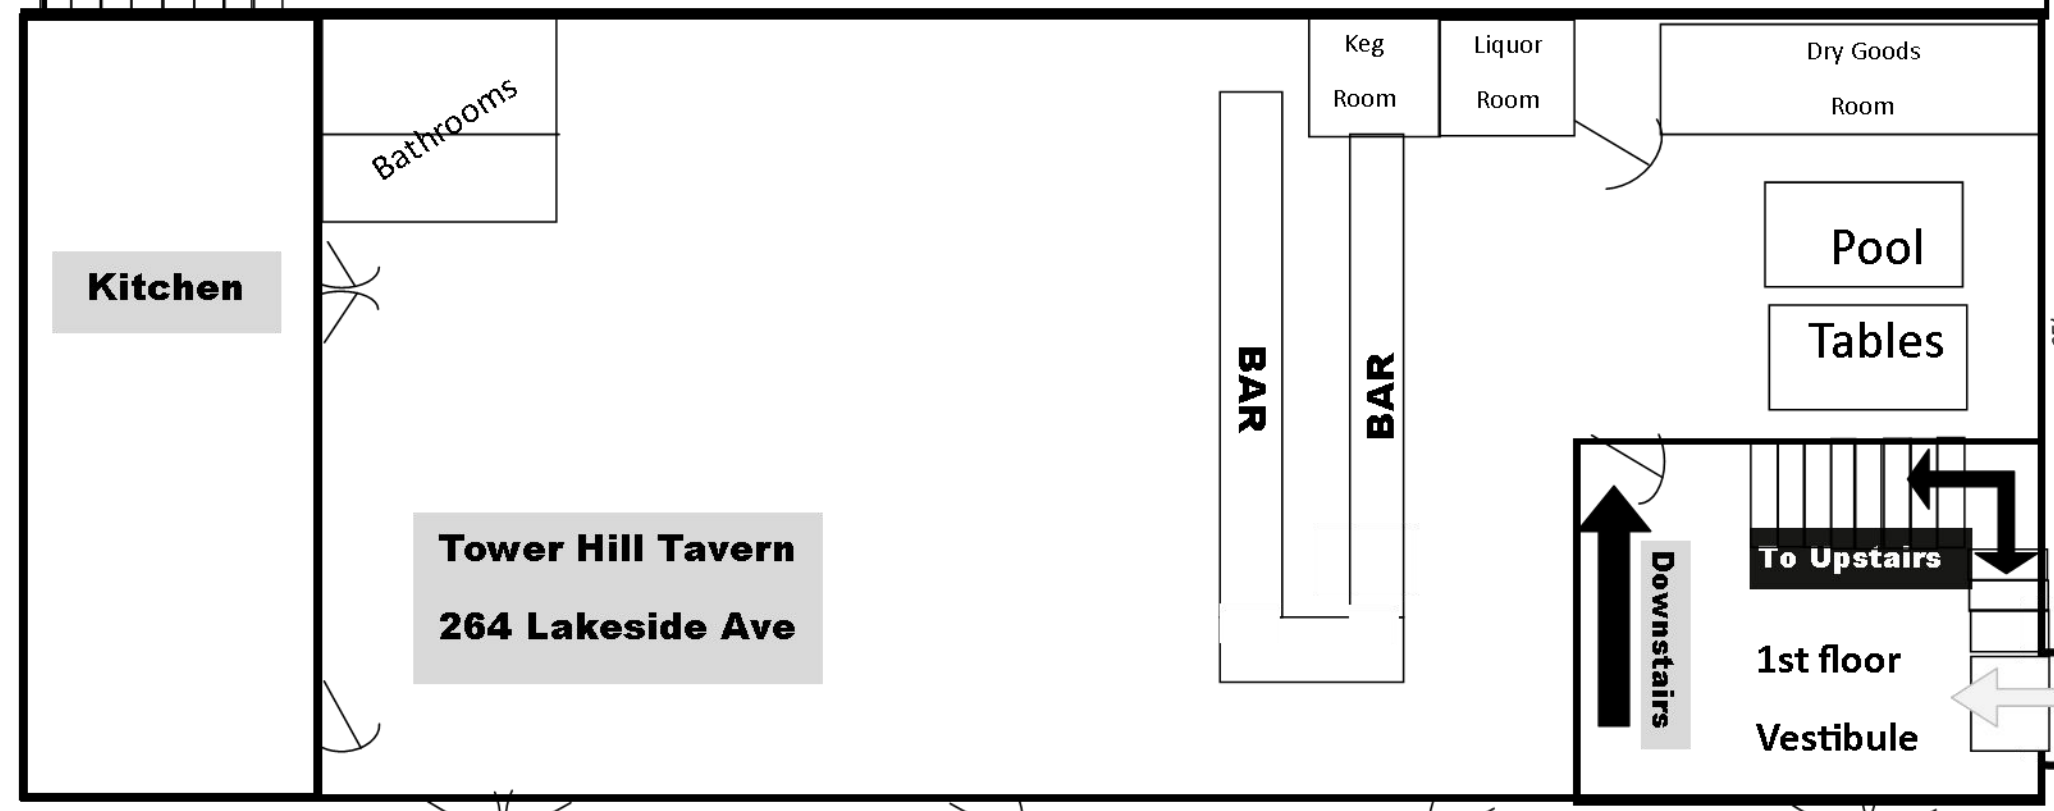 Keg
Room
Liquor
Room
Dry Goods
Room
Bathrooms
Kitchen
Pool
Tables
BAR
BAR
Tower Hill Tavern
264 Lakeside Ave
To Upstairs
Downstairs
1st floor
Vestibule